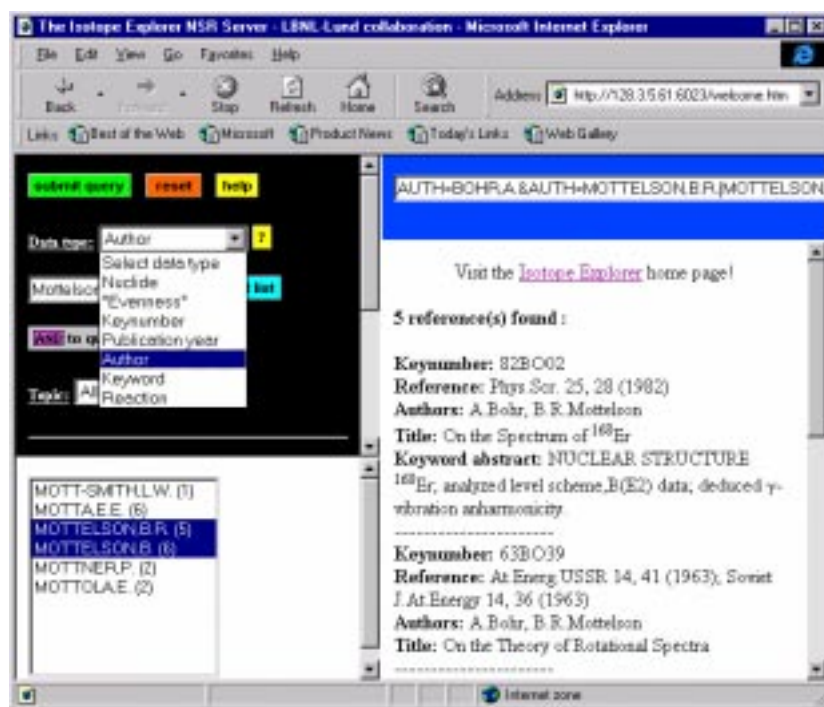 The Isotope Explorer NSR Server - LBNL-Lund collaboration - Microsoft Internet Explorer
File Edit View Go Favorites Help
Back Forward Stop Refresh Home Search Address http://128.3.5.61:6023/welcome.htm
Links Best of the Web Microsoft Product News Today's Links Web Gallery
submit query reset help
Data type: Author ?
Select data type
Nuclide
"Evenness"
Keynumber
Publication year
Author
Keyword
Reaction
Mottelson list
to qu
Topic: All
MOTT-SMITH,L.W. (1)
MOTTA,E.E. (6)
MOTTELSON,B.R. (5)
MOTTELSON,B. (6)
MOTTNER,P. (2)
MOTTOLA,E. (2)
AUTH=BOHR,A.&AUTH=MOTTELSON,B.R.|MOTTELSON
Visit the Isotope Explorer home page!
5 reference(s) found :
Keynumber: 82BO02
Reference: Phys.Scr. 25, 28 (1982)
Authors: A.Bohr, B.R.Mottelson
Title: On the Spectrum of 168Er
Keyword abstract: NUCLEAR STRUCTURE
168Er; analyzed level scheme,B(E2) data; deduced γ-
vibration anharmonicity.
-----------------------
Keynumber: 63BO39
Reference: At.Energ.USSR 14, 41 (1963); Soviet
J.At.Energy 14, 36 (1963)
Authors: A.Bohr, B.R.Mottelson
Title: On the Theory of Rotational Spectra
-----------------------
Internet zone